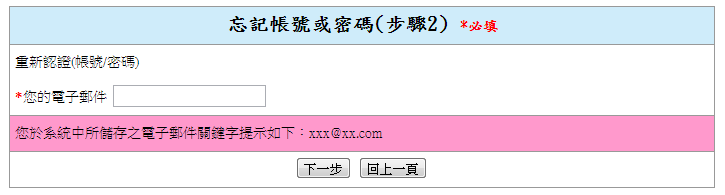 忘記帳號或密碼(步驟2) *必填
重新認證(帳號/密碼)
*您的電子郵件
您於系統中所儲存之電子郵件關鍵字提示如下：xxx@xx.com
下一步 回上一頁